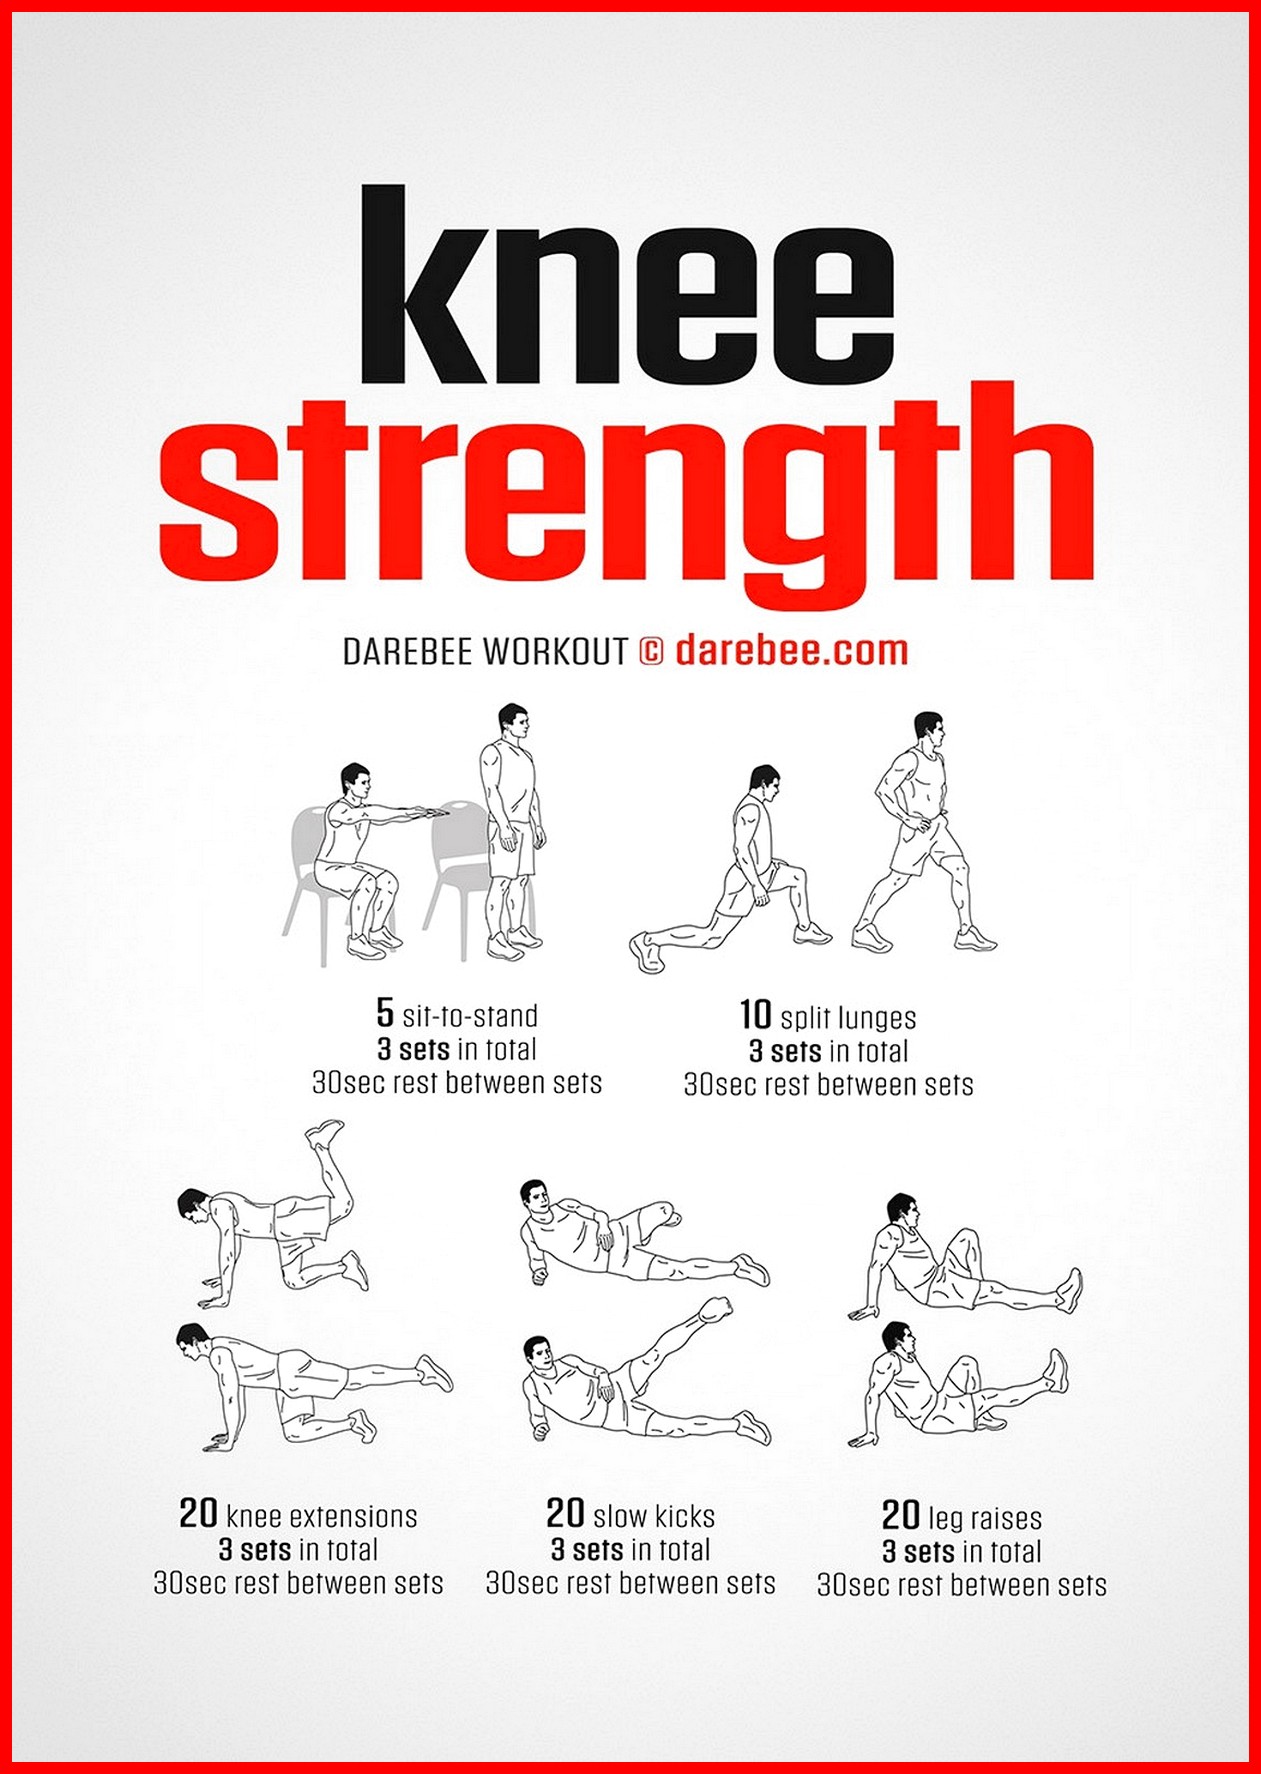 knee
strength
DAREBEE WORKOUT © darebee.com
5 sit-to-stand
3 sets in total
30sec rest between sets
10 split lunges
3 sets in total
30sec rest between sets
20 knee extensions
3 sets in total
30sec rest between sets
20 slow kicks
3 sets in total
30sec rest between sets
20 leg raises
3 sets in total
30sec rest between sets